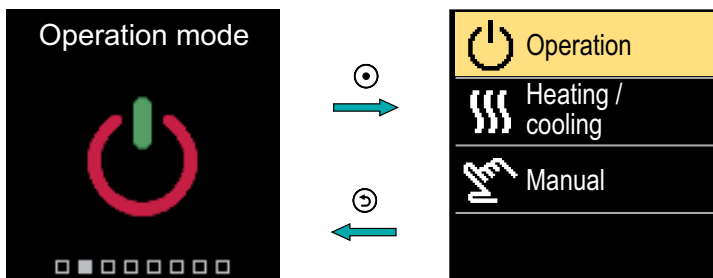 Operation mode
Operation
Heating /
cooling
Manual